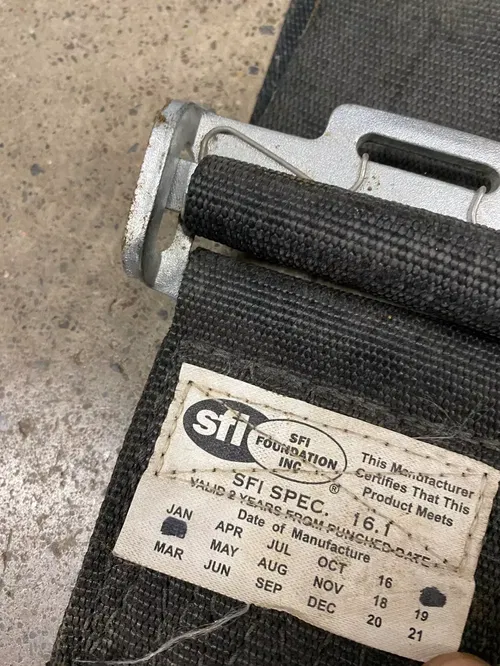 sfi
SFI
FOUNDATION
INC
®
This Manufacturer
Certifies That This
Product Meets
SFI SPEC. 16.1
VALID 2 YEARS FROM PUNCHED DATE
Date of Manufacture
JAN APR JUL OCT 16
MAY AUG NOV 18 19
MAR JUN SEP DEC 20 21